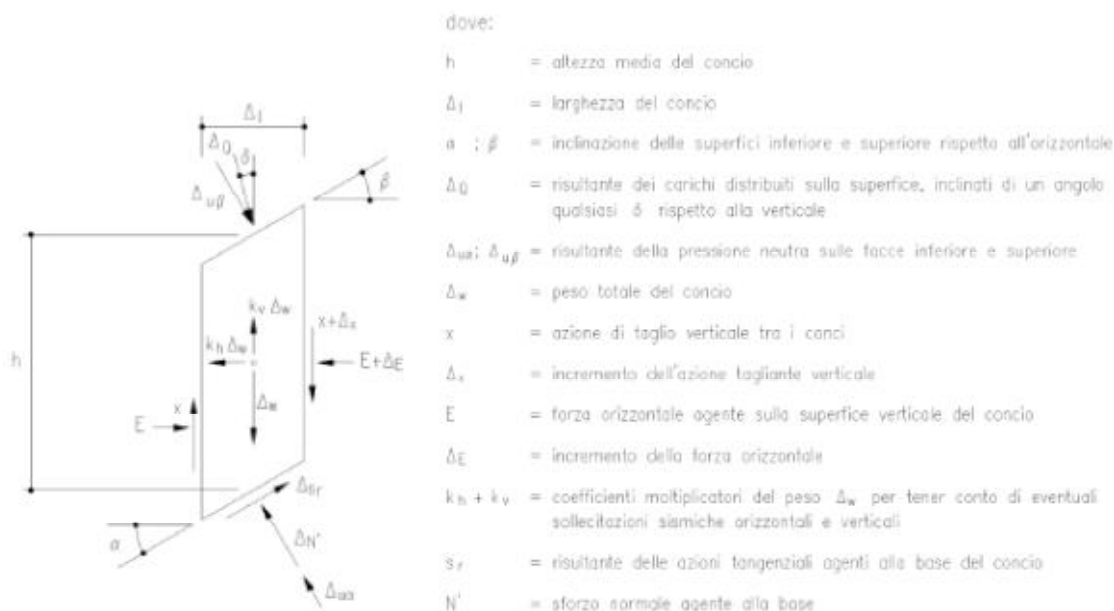 Δl
ΔQ
δ
Δuβ
β
h
kv Δw
x+Δx
kh Δw
E+ΔE
x
Δw
E
Δsr
α
ΔN'
Δuα
dove:
h = altezza media del concio
Δl = larghezza del concio
α ; β = inclinazione delle superfici inferiore e superiore rispetto all'orizzontale
ΔQ = risultante dei carichi distribuiti sulla superfice, inclinati di un angolo
qualsiasi δ rispetto alla verticale
Δuα; Δuβ = risultante della pressione neutra sulle facce inferiore e superiore
Δw = peso totale del concio
x = azione di taglio verticale tra i conci
Δx = incremento dell'azione tagliante verticale
E = forza orizzontale agente sulla superfice verticale del concio
ΔE = incremento della forza orizzontale
kh + kv = coefficienti moltiplicatori del peso Δw per tener conto di eventuali
sollecitazioni sismiche orizzontali e verticali
sr = risultante delle azioni tangenziali agenti alla base del concio
N' = sforzo normale agente alla base